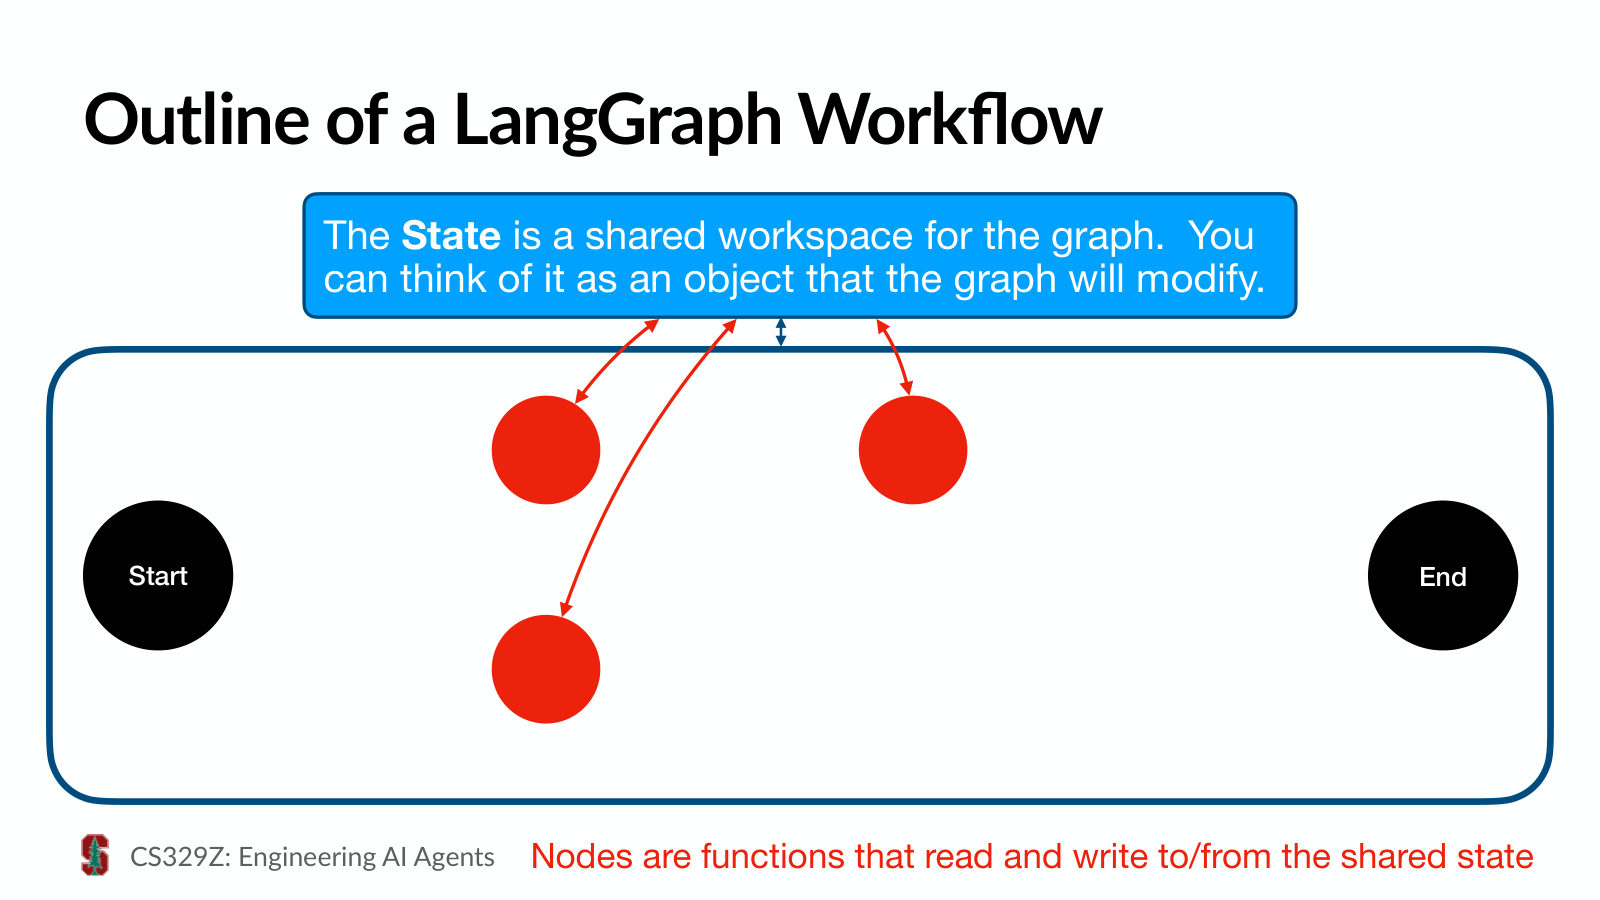 Outline of a LangGraph Workflow
The State is a shared workspace for the graph.  You
can think of it as an object that the graph will modify.
Start
End
CS329Z: Engineering AI Agents
Nodes are functions that read and write to/from the shared state